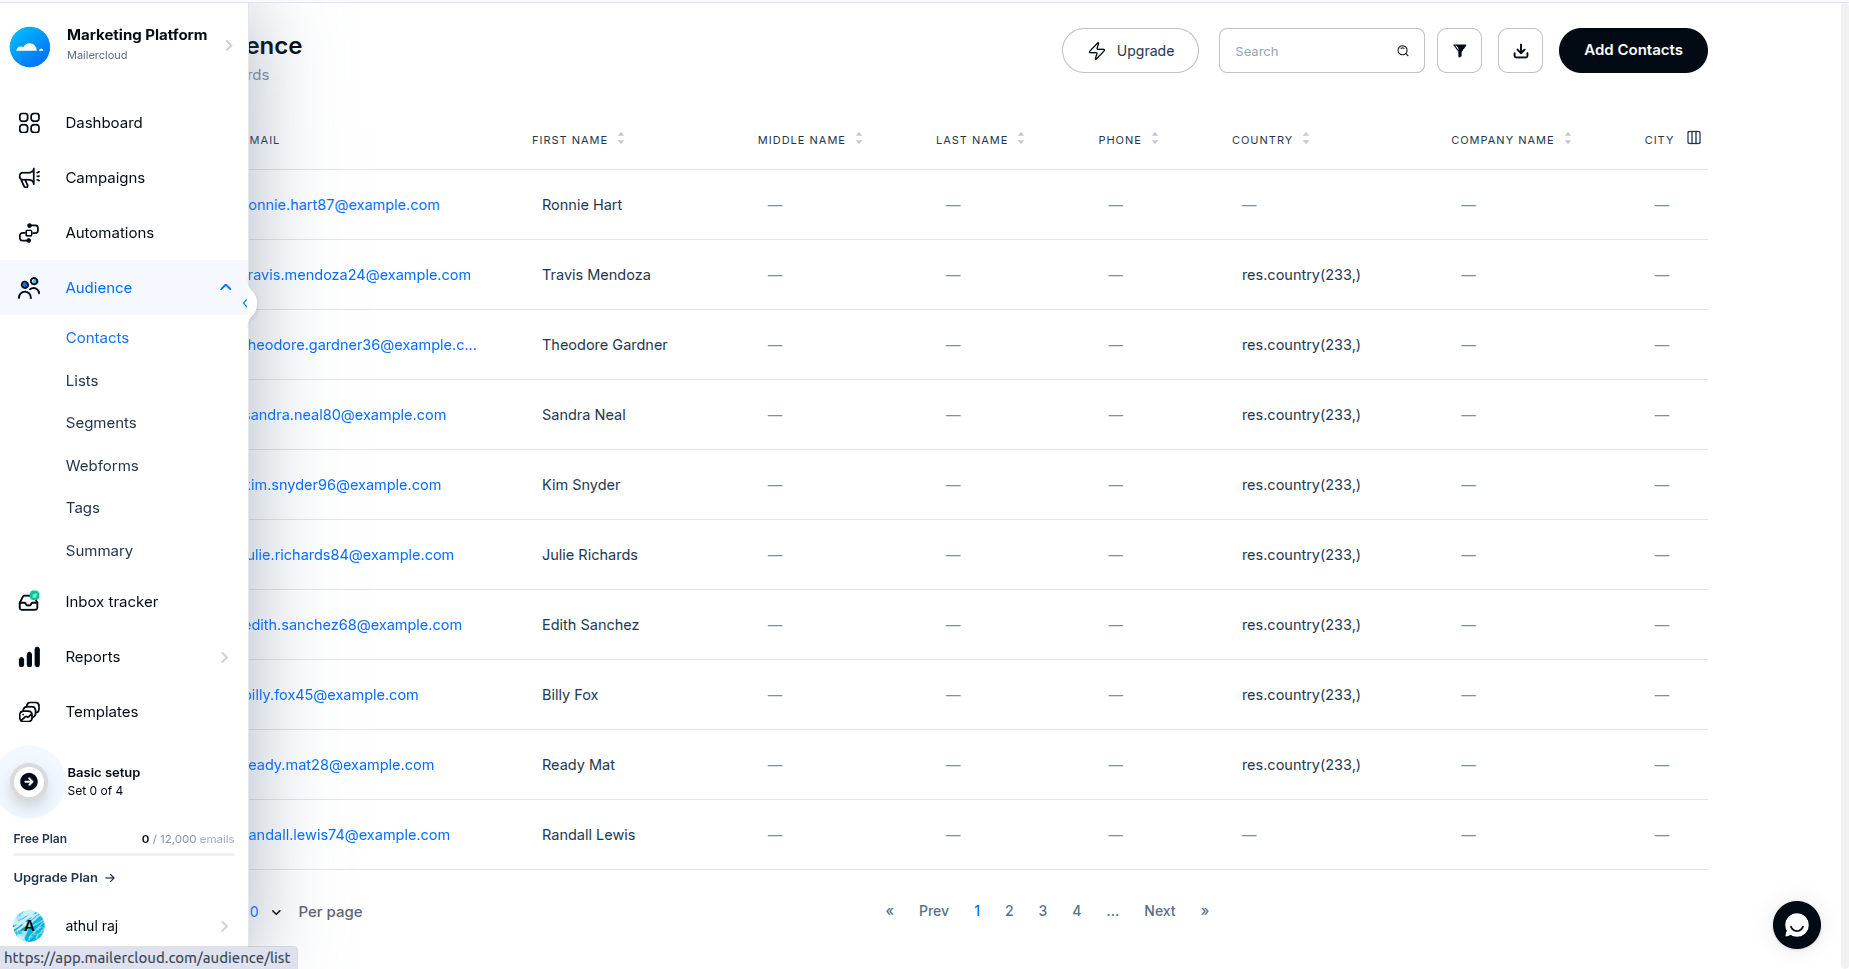 Marketing Platform
Mailercloud
Dashboard
Campaigns
Automations
Audience
Contacts
Lists
Segments
Webforms
Tags
Summary
Inbox tracker
Reports
Templates
Basic setup
Set 0 of 4
Free Plan 0 / 12,000 emails
Upgrade Plan →
A athul raj
https://app.mailercloud.com/audience/list
ence
rds
Upgrade
Search
Add Contacts
MAIL FIRST NAME MIDDLE NAME LAST NAME PHONE COUNTRY COMPANY NAME CITY
onnie.hart87@example.com Ronnie Hart — — — — — —
ravis.mendoza24@example.com Travis Mendoza — — — res.country(233,) — —
heodore.gardner36@example.c... Theodore Gardner — — — res.country(233,) — —
sandra.neal80@example.com Sandra Neal — — — res.country(233,) — —
kim.snyder96@example.com Kim Snyder — — — res.country(233,) — —
ulie.richards84@example.com Julie Richards — — — res.country(233,) — —
edith.sanchez68@example.com Edith Sanchez — — — res.country(233,) — —
billy.fox45@example.com Billy Fox — — — res.country(233,) — —
eady.mat28@example.com Ready Mat — — — res.country(233,) — —
andall.lewis74@example.com Randall Lewis — — — — — —
0 Per page
« Prev 1 2 3 4 ... Next »